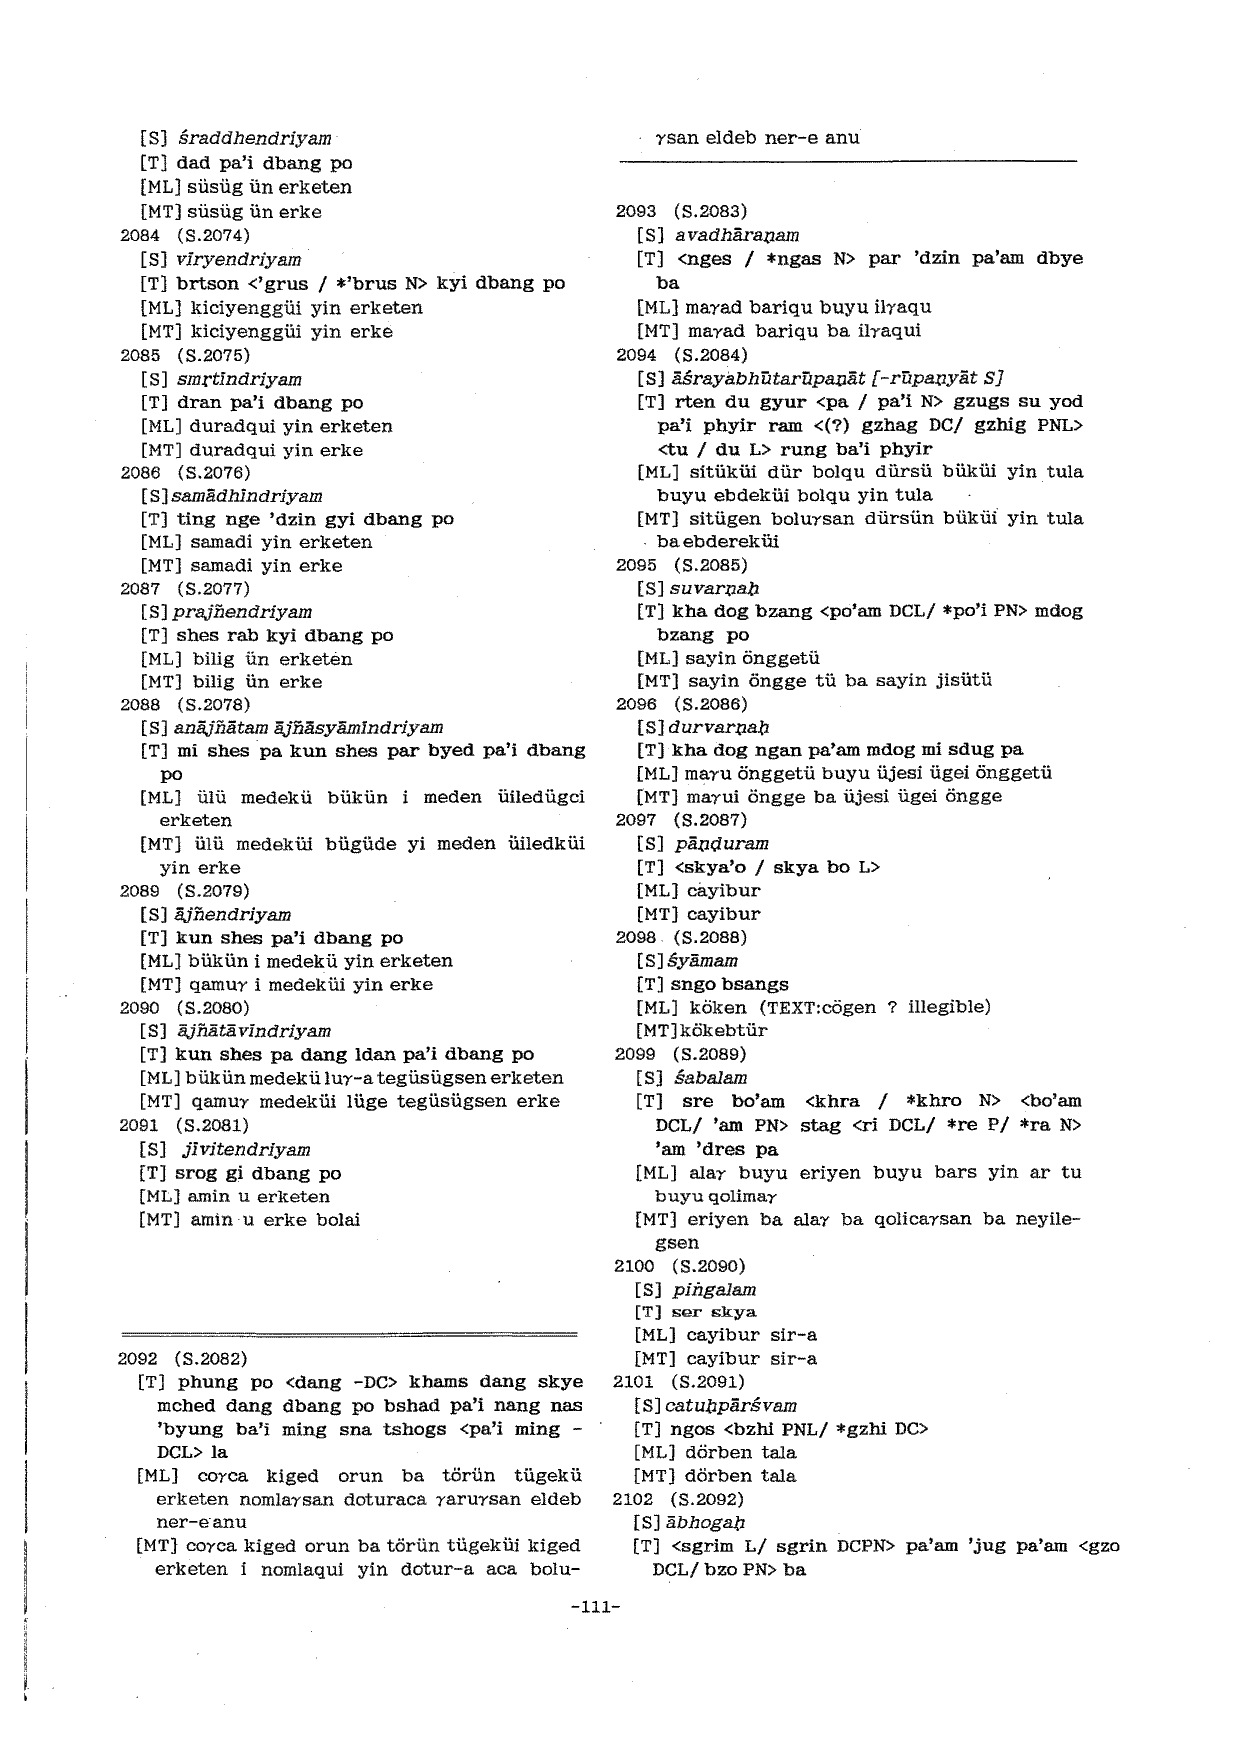 [S] śraddhendriyam
[T] dad pa'i dbang po
[ML] süsüg ün erketen
[MT] süsüg ün erke
2084 (S.2074)
[S] vīryendriyam
[T] brtson <'grus / *'brus N> kyi dbang po
[ML] kiciyenggüi yin erketen
[MT] kiciyenggüi yin erke
2085 (S.2075)
[S] smṛtīndriyam
[T] dran pa'i dbang po
[ML] duradqui yin erketen
[MT] duradqui yin erke
2086 (S.2076)
[S] samādhīndriyam
[T] ting nge 'dzin gyi dbang po
[ML] samadi yin erketen
[MT] samadi yin erke
2087 (S.2077)
[S] prajñendriyam
[T] shes rab kyi dbang po
[ML] bilig ün erketen
[MT] bilig ün erke
2088 (S.2078)
[S] anājñātam ājñāsyāmīndriyam
[T] mi shes pa kun shes par byed pa'i dbang
po
[ML] ülü medekü bükün i meden üiledügci
erketen
[MT] ülü medeküi bügüde yi meden üiledküi
yin erke
2089 (S.2079)
[S] ājñendriyam
[T] kun shes pa'i dbang po
[ML] bükün i medekü yin erketen
[MT] qamuγ i medeküi yin erke
2090 (S.2080)
[S] ājñātāvīndriyam
[T] kun shes pa dang ldan pa'i dbang po
[ML] bükün medekü luγ-a tegüsügsen erketen
[MT] qamuγ medeküi lüge tegüsügsen erke
2091 (S.2081)
[S] jīvitendriyam
[T] srog gi dbang po
[ML] amin u erketen
[MT] amin u erke bolai
2092 (S.2082)
[T] phung po <dang -DC> khams dang skye
mched dang dbang po bshad pa'i nang nas
'byung ba'i ming sna tshogs <pa'i ming -
DCL> la
[ML] coγca kiged orun ba törün tügekü
erketen nomlaγsan doturaca γaruγsan eldeb
ner-e anu
[MT] coγca kiged orun ba törün tügeküi kiged
erketen i nomlaqui yin dotur-a aca bolu-
γsan eldeb ner-e anu
2093 (S.2083)
[S] avadhāraṇam
[T] <nges / *ngas N> par 'dzin pa'am dbye
ba
[ML] maγad bariqu buyu ilγaqu
[MT] maγad bariqu ba ilγaqui
2094 (S.2084)
[S] āśrayabhūtarūpaṇāt [-rūpaṇyāt S]
[T] rten du gyur <pa / pa'i N> gzugs su yod
pa'i phyir ram <(?) gzhag DC/ gzhig PNL>
<tu / du L> rung ba'i phyir
[ML] sitüküi dür bolqu dürsü büküi yin tula
buyu ebdeküi bolqu yin tula
[MT] sitügen boluγsan dürsün büküi yin tula
ba ebdereküi
2095 (S.2085)
[S] suvarṇaḥ
[T] kha dog bzang <po'am DCL/ *po'i PN> mdog
bzang po
[ML] sayin önggetü
[MT] sayin öngge tü ba sayin jisütü
2096 (S.2086)
[S] durvarṇaḥ
[T] kha dog ngan pa'am mdog mi sdug pa
[ML] maγu önggetü buyu üjesi ügei önggetü
[MT] maγui öngge ba üjesi ügei öngge
2097 (S.2087)
[S] pāṇḍuram
[T] <skya'o / skya bo L>
[ML] cayibur
[MT] cayibur
2098 (S.2088)
[S] śyāmam
[T] sngo bsangs
[ML] köken (TEXT:cögen ? illegible)
[MT] kökebtür
2099 (S.2089)
[S] śabalam
[T] sre bo'am <khra / *khro N> <bo'am
DCL/ 'am PN> stag <ri DCL/ *re P/ *ra N>
'am 'dres pa
[ML] alaγ buyu eriyen buyu bars yin ar tu
buyu qolimaγ
[MT] eriyen ba alaγ ba qolicaγsan ba neyile-
gsen
2100 (S.2090)
[S] piṅgalam
[T] ser skya
[ML] cayibur sir-a
[MT] cayibur sir-a
2101 (S.2091)
[S] catuḥpārśvam
[T] ngos <bzhi PNL/ *gzhi DC>
[ML] dörben tala
[MT] dörben tala
2102 (S.2092)
[S] ābhogaḥ
[T] <sgrim L/ sgrin DCPN> pa'am 'jug pa'am <gzo
DCL/ bzo PN> ba
-111-